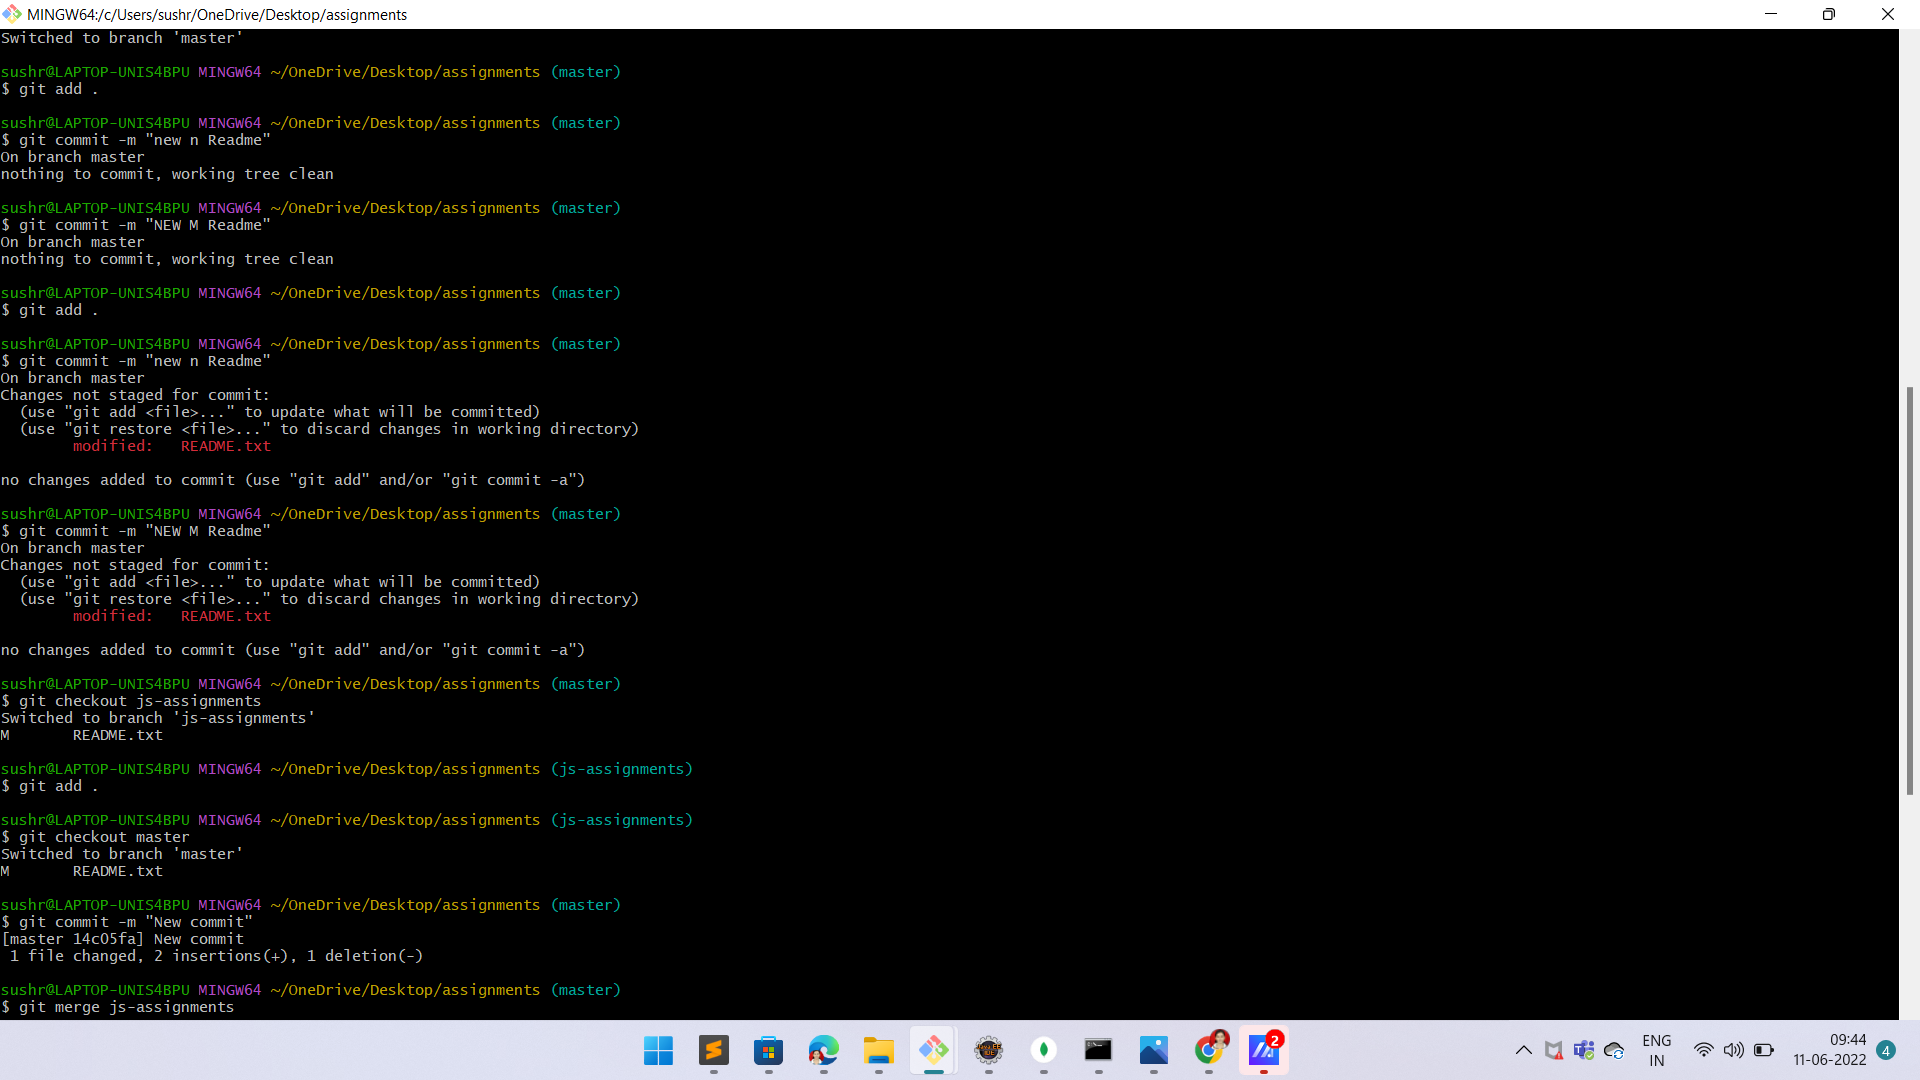 MINGW64:/c/Users/sushr/OneDrive/Desktop/assignments
Switched to branch 'master'
sushr@LAPTOP-UNIS4BPU MINGW64 ~/OneDrive/Desktop/assignments (master)
$ git add .
sushr@LAPTOP-UNIS4BPU MINGW64 ~/OneDrive/Desktop/assignments (master)
$ git commit -m "new n Readme"
On branch master
nothing to commit, working tree clean
sushr@LAPTOP-UNIS4BPU MINGW64 ~/OneDrive/Desktop/assignments (master)
$ git commit -m "NEW M Readme"
On branch master
nothing to commit, working tree clean
sushr@LAPTOP-UNIS4BPU MINGW64 ~/OneDrive/Desktop/assignments (master)
$ git add .
sushr@LAPTOP-UNIS4BPU MINGW64 ~/OneDrive/Desktop/assignments (master)
$ git commit -m "new n Readme"
On branch master
Changes not staged for commit:
  (use "git add <file>..." to update what will be committed)
  (use "git restore <file>..." to discard changes in working directory)
        modified:   README.txt
no changes added to commit (use "git add" and/or "git commit -a")
sushr@LAPTOP-UNIS4BPU MINGW64 ~/OneDrive/Desktop/assignments (master)
$ git commit -m "NEW M Readme"
On branch master
Changes not staged for commit:
  (use "git add <file>..." to update what will be committed)
  (use "git restore <file>..." to discard changes in working directory)
        modified:   README.txt
no changes added to commit (use "git add" and/or "git commit -a")
sushr@LAPTOP-UNIS4BPU MINGW64 ~/OneDrive/Desktop/assignments (master)
$ git checkout js-assignments
Switched to branch 'js-assignments'
M       README.txt
sushr@LAPTOP-UNIS4BPU MINGW64 ~/OneDrive/Desktop/assignments (js-assignments)
$ git add .
sushr@LAPTOP-UNIS4BPU MINGW64 ~/OneDrive/Desktop/assignments (js-assignments)
$ git checkout master
Switched to branch 'master'
M       README.txt
sushr@LAPTOP-UNIS4BPU MINGW64 ~/OneDrive/Desktop/assignments (master)
$ git commit -m "New commit"
[master 14c05fa] New commit
 1 file changed, 2 insertions(+), 1 deletion(-)
sushr@LAPTOP-UNIS4BPU MINGW64 ~/OneDrive/Desktop/assignments (master)
$ git merge js-assignments
2
ENG
IN
09:44
11-06-2022
4